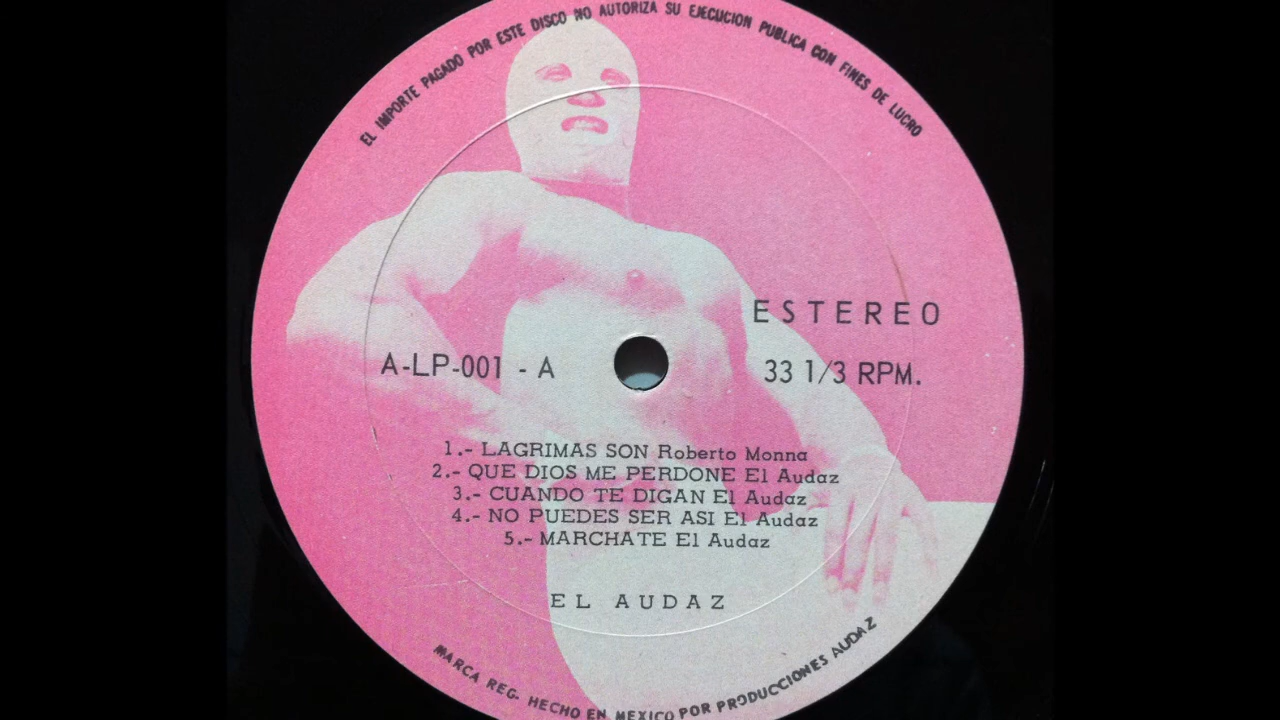 EL IMPORTE PAGADO POR ESTE DISCO NO AUTORIZA SU EJECUCION PUBLICA CON FINES DE LUCRO
ESTEREO
A-LP-001 - A
33 1/3 RPM.
1.- LAGRIMAS SON Roberto Monna
2.- QUE DIOS ME PERDONE El Audaz
3.- CUANDO TE DIGAN El Audaz
4.- NO PUEDES SER ASI El Audaz
5.- MARCHATE El Audaz
EL AUDAZ
MARCA REG. HECHO EN MEXICO POR PRODUCCIONES AUDAZ